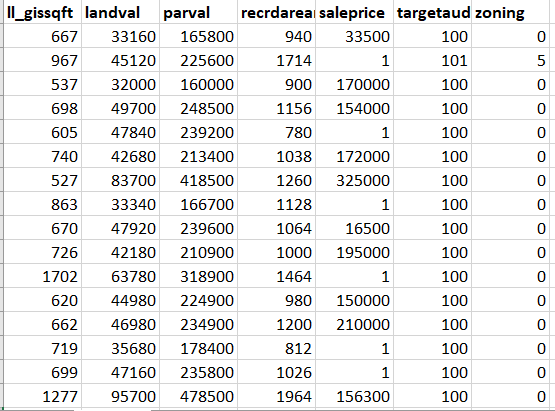 ll_gissqft landval parval recrdarear saleprice targetaud zoning
667 33160 165800 940 33500 100 0
967 45120 225600 1714 1 101 5
537 32000 160000 900 170000 100 0
698 49700 248500 1156 154000 100 0
605 47840 239200 780 1 100 0
740 42680 213400 1038 172000 100 0
527 83700 418500 1260 325000 100 0
863 33340 166700 1128 1 100 0
670 47920 239600 1064 16500 100 0
726 42180 210900 1000 195000 100 0
1702 63780 318900 1464 1 100 0
620 44980 224900 980 150000 100 0
662 46980 234900 1200 210000 100 0
719 35680 178400 812 1 100 0
699 47160 235800 1026 1 100 0
1277 95700 478500 1964 156300 100 0